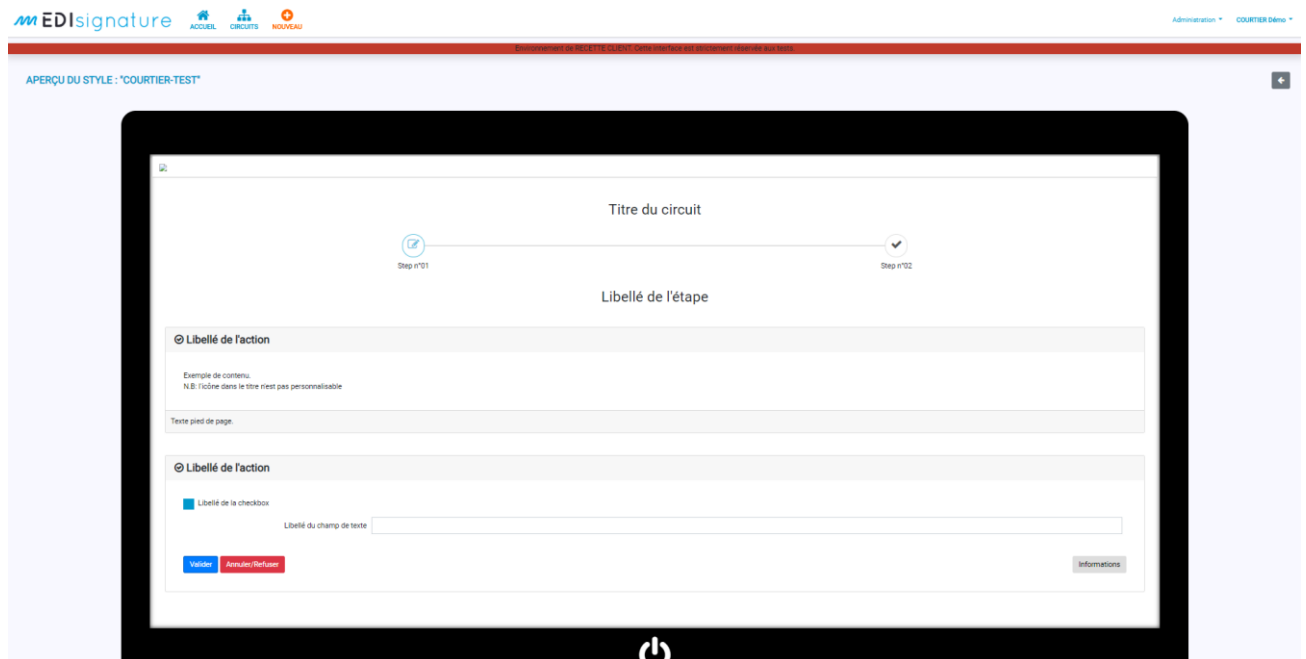 EDIsignature
ACCUEIL CIRCUITS NOUVEAU
Administration COURTIER Démo
Environnement de RECETTE CLIENT. Cette interface est strictement réservée aux tests.
APERÇU DU STYLE : "COURTIER-TEST"
Titre du circuit
Step n°01 Step n°02
Libellé de l'étape
Libellé de l'action
Exemple de contenu.
N.B: l'icône dans le titre n'est pas personnalisable
Texte pied de page.
Libellé de l'action
Libellé de la checkbox
Libellé du champ de texte
Valider Annuler/Refuser Informations